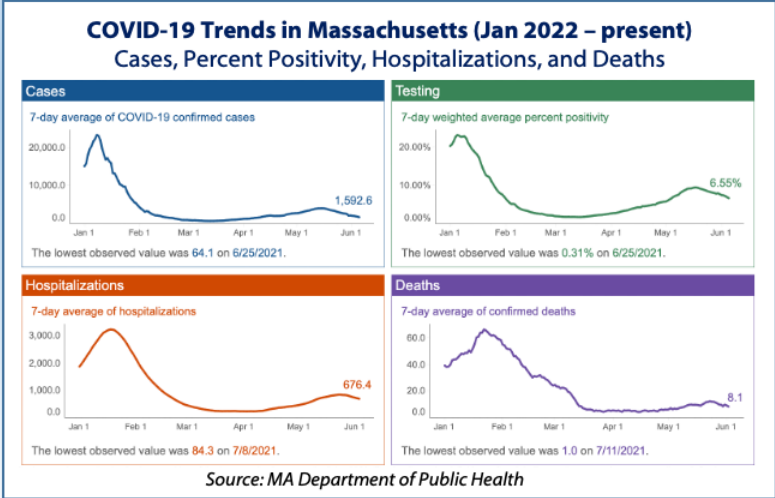 COVID-19 Trends in Massachusetts (Jan 2022 – present)
Cases, Percent Positivity, Hospitalizations, and Deaths
Cases
7-day average of COVID-19 confirmed cases
20,000.0
10,000.0
0.0
1,592.6
Jan 1 Feb 1 Mar 1 Apr 1 May 1 Jun 1
The lowest observed value was 64.1 on 6/25/2021.
Testing
7-day weighted average percent positivity
20.00%
10.00%
0.00%
6.55%
Jan 1 Feb 1 Mar 1 Apr 1 May 1 Jun 1
The lowest observed value was 0.31% on 6/25/2021.
Hospitalizations
7-day average of hospitalizations
3,000.0
2,000.0
1,000.0
0.0
676.4
Jan 1 Feb 1 Mar 1 Apr 1 May 1 Jun 1
The lowest observed value was 84.3 on 7/8/2021.
Deaths
7-day average of confirmed deaths
60.0
40.0
20.0
0.0
8.1
Jan 1 Feb 1 Mar 1 Apr 1 May 1 Jun 1
The lowest observed value was 1.0 on 7/11/2021.
Source: MA Department of Public Health